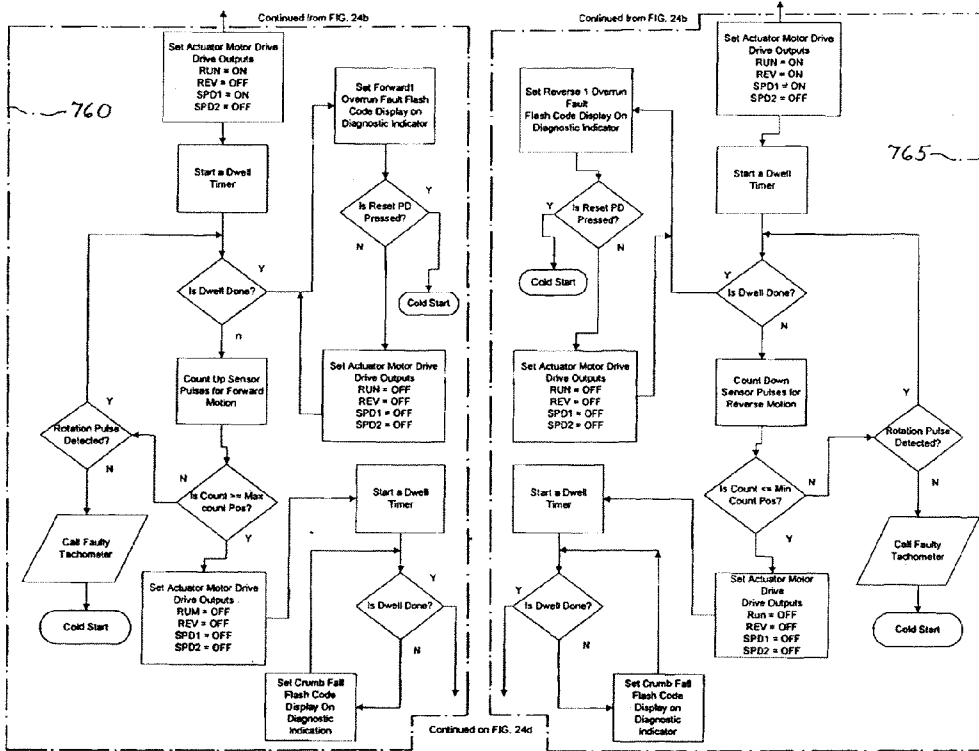 Continued from FIG. 24b
760
Set Actuator Motor Drive
Drive Outputs
RUN = ON
REV = OFF
SPD1 = ON
SPD2 = OFF
Start a Dwell
Timer
Is Dwell Done?
Y
n
Count Up Sensor
Pulses for Forward
Motion
Rotation Pulse
Detected?
Y
N
Is Count >= Max
count Pos?
N
Y
Call Faulty
Tachometer
Cold Start
Set Actuator Motor Drive
Drive Outputs
RUM = OFF
REV = OFF
SPD1 = OFF
SPD2 = OFF
Set Forward1
Overrun Fault Flash
Code Display on
Diagnostic Indicator
Is Reset PD
Pressed?
Y
N
Cold Start
Set Actuator Motor Drive
Drive Outputs
RUN = OFF
REV = OFF
SPD1 = OFF
SPD2 = OFF
Start a Dwell
Timer
Is Dwell Done?
Y
N
Set Crumb Fall
Flash Code
Display On
Diagnostic
Indication
Continued from FIG. 24b
765
Set Reverse 1 Overrun
Fault
Flash Code Display On
Diagnostic Indicator
Is Reset PD
Pressed?
Y
N
Cold Start
Set Actuator Motor Drive
Drive Outputs
RUN = OFF
REV = OFF
SPD1 = OFF
SPD2 = OFF
Start a Dwell
Timer
Is Dwell Done?
Y
N
Set Crumb Fall
Flash Code
Display On
Diagnostic
Indicator
Set Actuator Motor Drive
Drive Outputs
RUN = ON
REV = ON
SPD1 = ON
SPD2 = OFF
Start a Dwell
Timer
Is Dwell Done?
Y
N
Count Down
Sensor Pulses for
Reverse Motion
Rotation Pulse
Detected?
Y
N
Is Count <= Min
Count Pos?
N
Y
Call Faulty
Tachometer
Cold Start
Set Actuator Motor
Drive
Drive Outputs
Run = OFF
REV = OFF
SPD1 = OFF
SPD2 = OFF
Continued on FIG. 24d